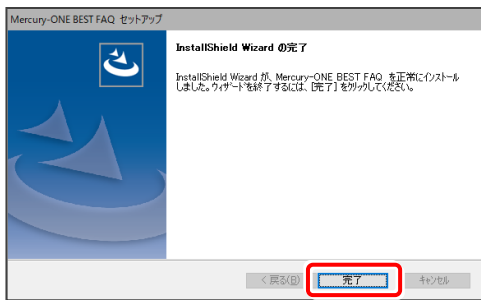 Mercury-ONE BEST FAQ セットアップ
InstallShield Wizard の完了
InstallShield Wizard が、Mercury-ONE BEST FAQ を正常にインストール
しました。ウィザードを終了するには、[完了] をクリックしてください。
< 戻る(B) 完了 キャンセル